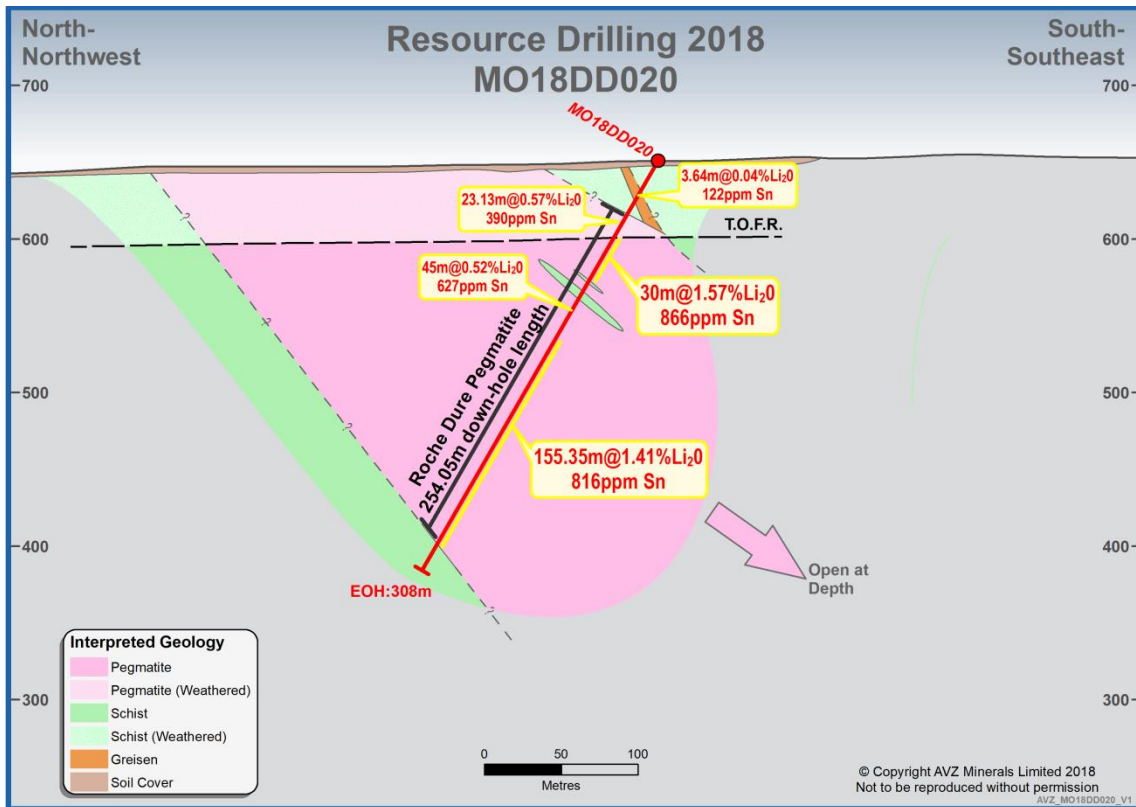 North-
Northwest
Resource Drilling 2018
MO18DD020
South-
Southeast
700
700
MO18DD020
3.64m@0.04%Li₂0
122ppm Sn
23.13m@0.57%Li₂0
390ppm Sn
?
?
?
T.O.F.R.
600
600
45m@0.52%Li₂0
627ppm Sn
30m@1.57%Li₂0
866ppm Sn
?
?
Roche Dure Pegmatite
254.05m down-hole length
500
500
?
155.35m@1.41%Li₂0
816ppm Sn
400
400
Open at
Depth
EOH:308m
?
Interpreted Geology
Pegmatite
Pegmatite (Weathered)
Schist
Schist (Weathered)
Greisen
Soil Cover
300
300
0
50
100
Metres
© Copyright AVZ Minerals Limited 2018
Not to be reproduced without permission
AVZ_MO18DD020_V1